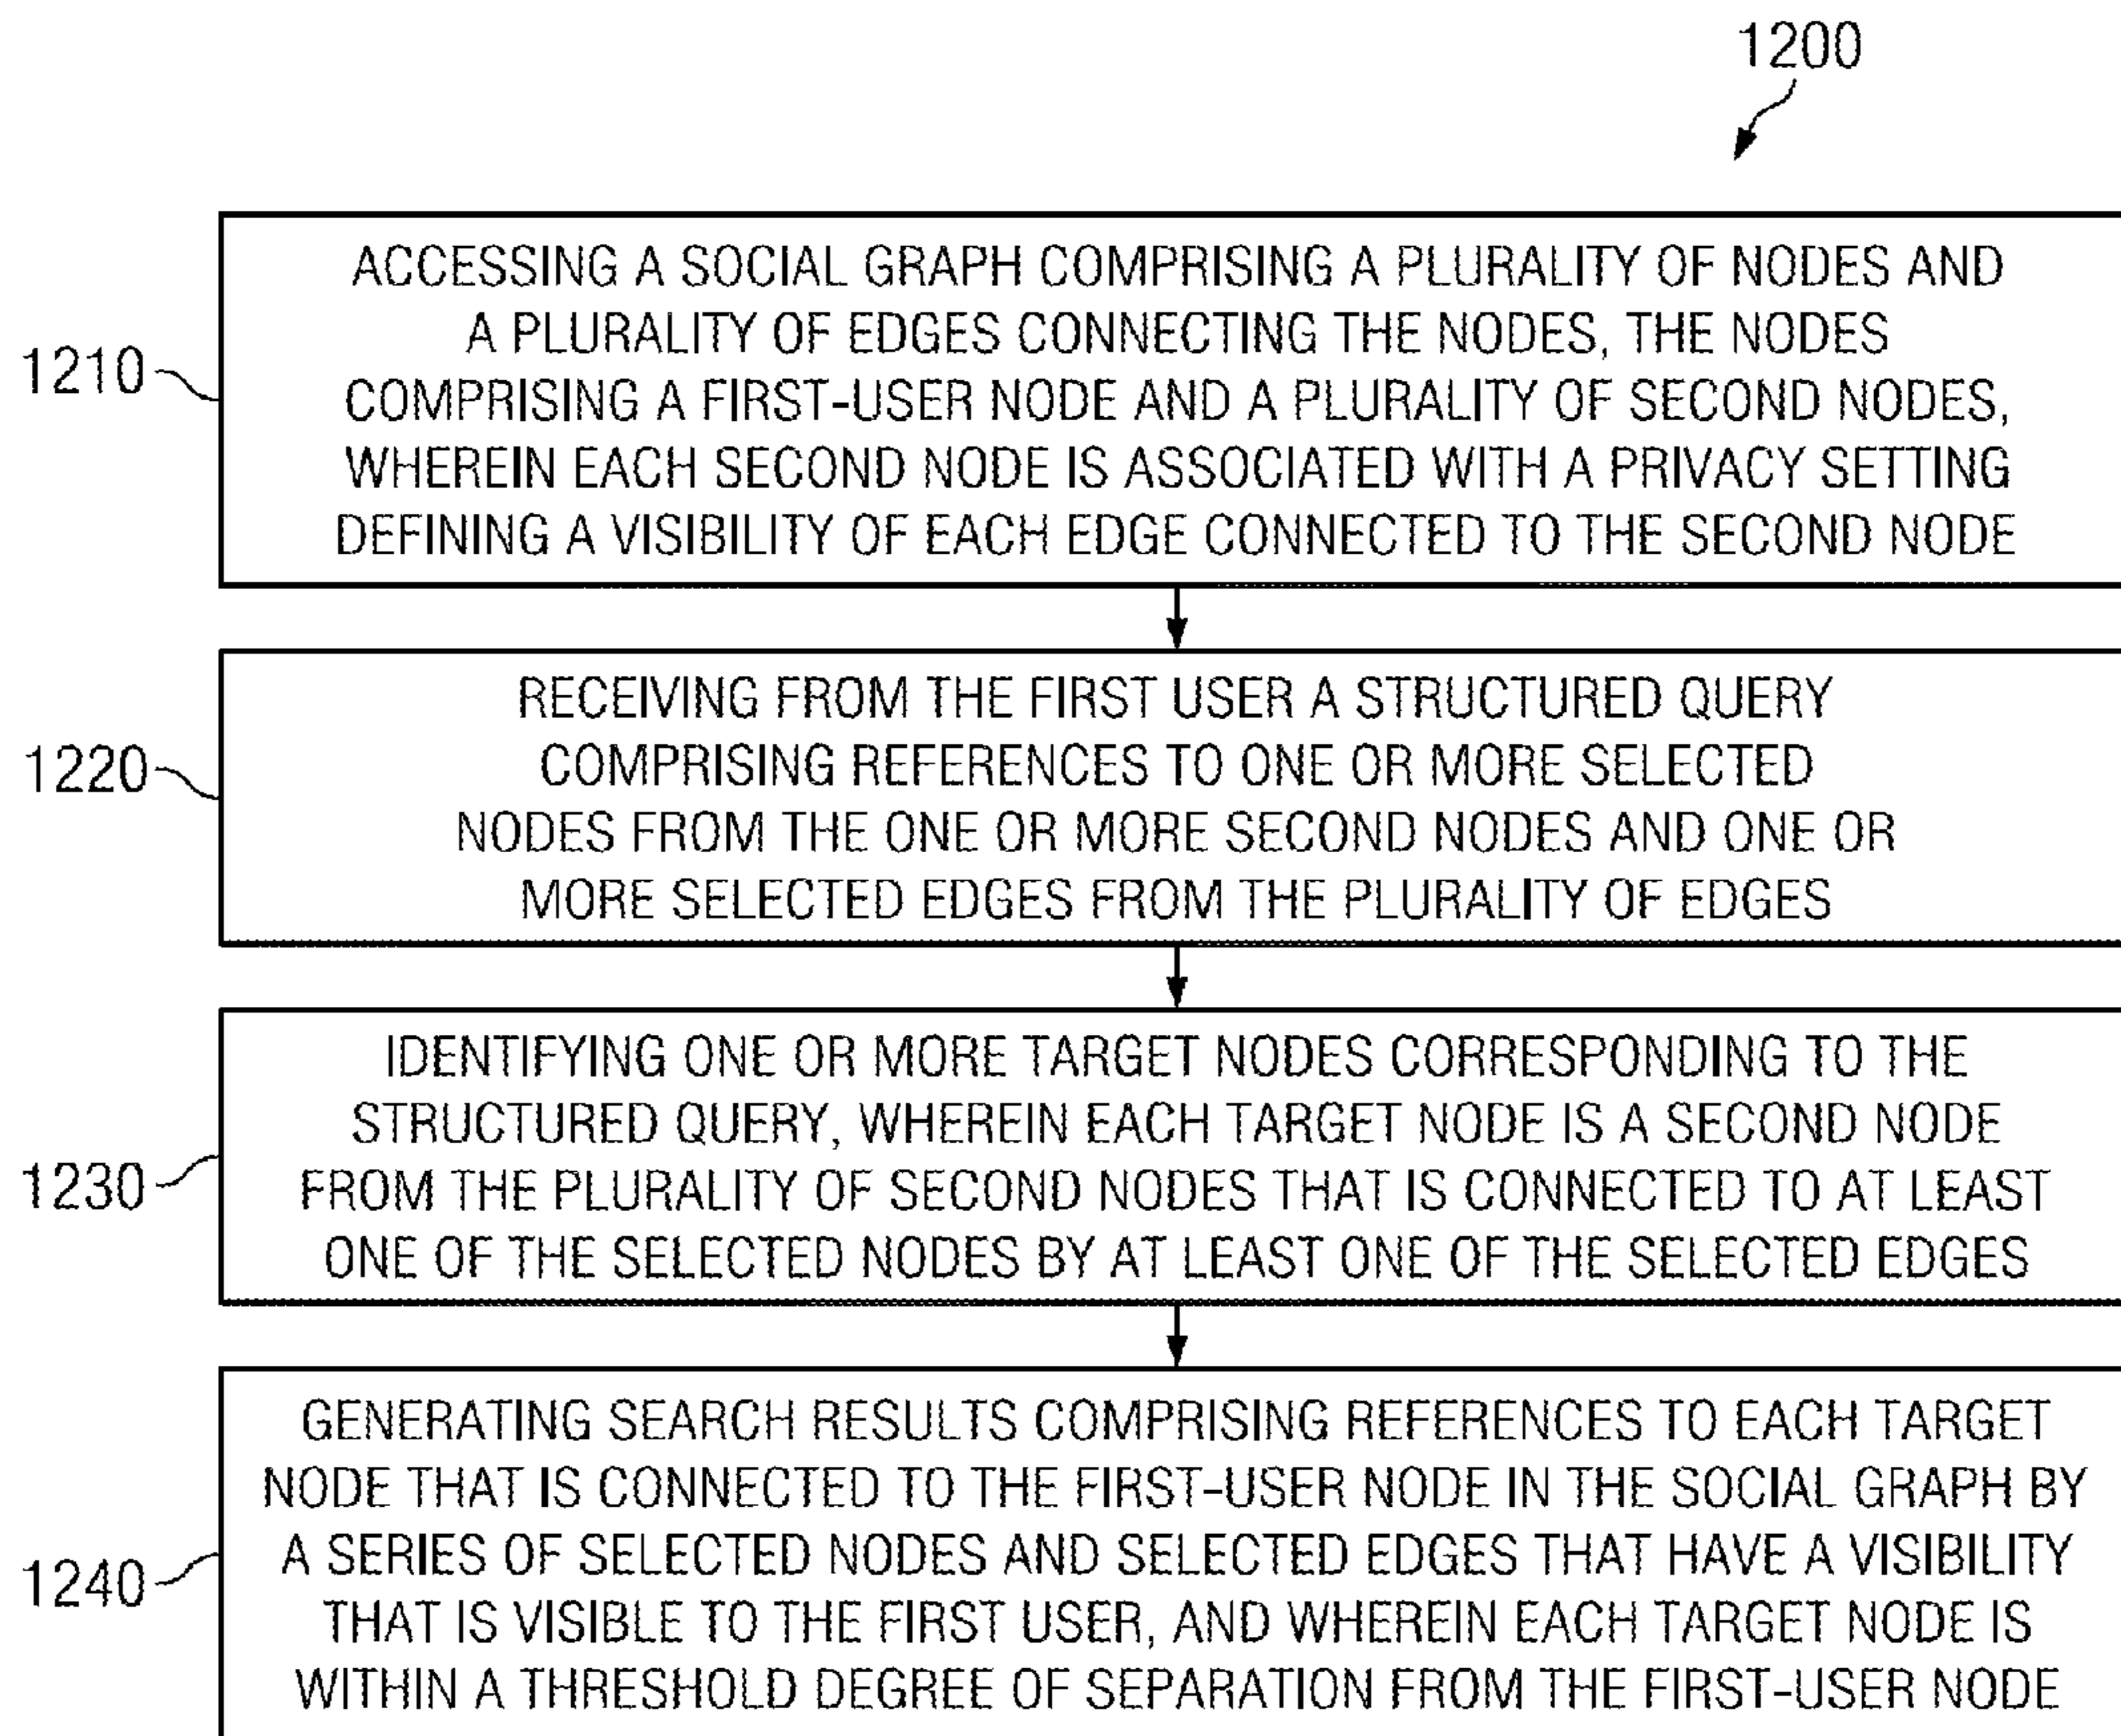 1200
1210
ACCESSING A SOCIAL GRAPH COMPRISING A PLURALITY OF NODES AND
A PLURALITY OF EDGES CONNECTING THE NODES, THE NODES
COMPRISING A FIRST-USER NODE AND A PLURALITY OF SECOND NODES,
WHEREIN EACH SECOND NODE IS ASSOCIATED WITH A PRIVACY SETTING
DEFINING A VISIBILITY OF EACH EDGE CONNECTED TO THE SECOND NODE
1220
RECEIVING FROM THE FIRST USER A STRUCTURED QUERY
COMPRISING REFERENCES TO ONE OR MORE SELECTED
NODES FROM THE ONE OR MORE SECOND NODES AND ONE OR
MORE SELECTED EDGES FROM THE PLURALITY OF EDGES
1230
IDENTIFYING ONE OR MORE TARGET NODES CORRESPONDING TO THE
STRUCTURED QUERY, WHEREIN EACH TARGET NODE IS A SECOND NODE
FROM THE PLURALITY OF SECOND NODES THAT IS CONNECTED TO AT LEAST
ONE OF THE SELECTED NODES BY AT LEAST ONE OF THE SELECTED EDGES
1240
GENERATING SEARCH RESULTS COMPRISING REFERENCES TO EACH TARGET
NODE THAT IS CONNECTED TO THE FIRST-USER NODE IN THE SOCIAL GRAPH BY
A SERIES OF SELECTED NODES AND SELECTED EDGES THAT HAVE A VISIBILITY
THAT IS VISIBLE TO THE FIRST USER, AND WHEREIN EACH TARGET NODE IS
WITHIN A THRESHOLD DEGREE OF SEPARATION FROM THE FIRST-USER NODE